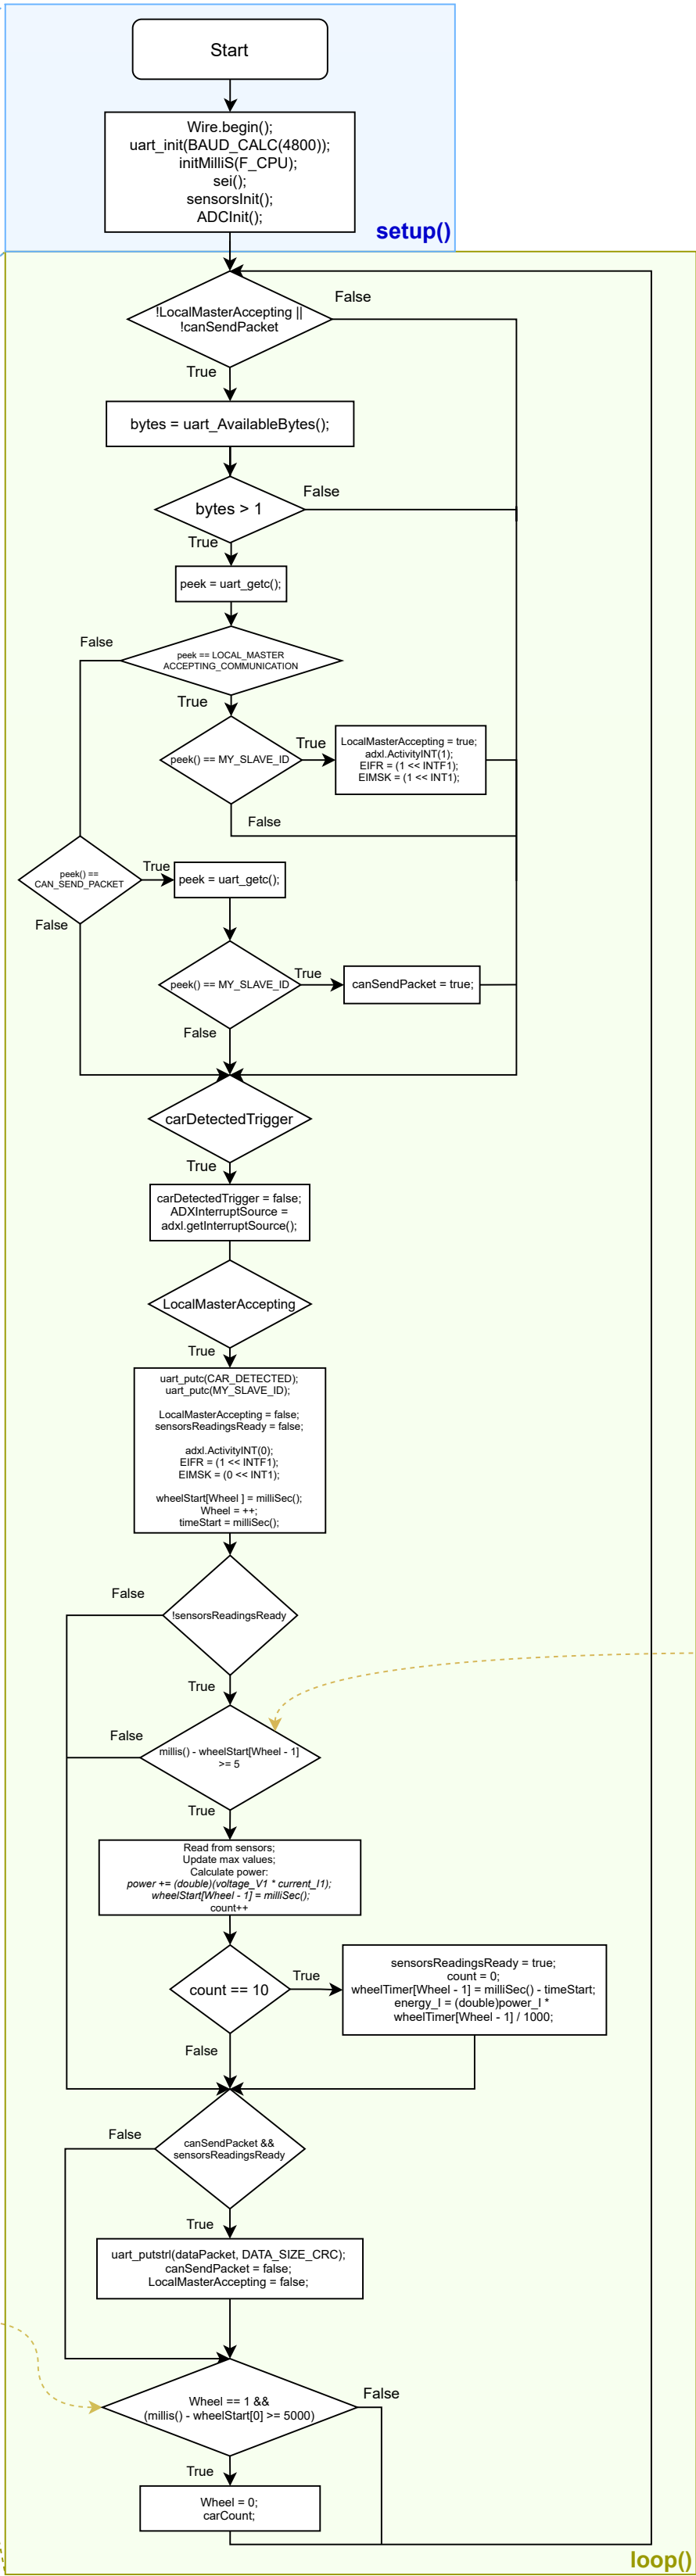 Start
Wire.begin();
uart_init(BAUD_CALC(4800));
initMilliS(F_CPU);
sei();
sensorsInit();
ADCInit();
setup()
!LocalMasterAccepting ||
!canSendPacket
False
True
bytes = uart_AvailableBytes();
bytes > 1
False
True
peek = uart_getc();
False
peek == LOCAL_MASTER
ACCEPTING_COMMUNICATION
True
peek() == MY_SLAVE_ID
True
LocalMasterAccepting = true;
adxl.ActivityINT(1);
EIFR = (1 << INTF1);
EIMSK = (1 << INT1);
False
peek() ==
CAN_SEND_PACKET
True
peek = uart_getc();
False
peek() == MY_SLAVE_ID
True
canSendPacket = true;
False
carDetectedTrigger
True
carDetectedTrigger = false;
ADXInterruptSource =
adxl.getInterruptSource();
LocalMasterAccepting
True
uart_putc(CAR_DETECTED);
uart_putc(MY_SLAVE_ID);
LocalMasterAccepting = false;
sensorsReadingsReady = false;
adxl.ActivityINT(0);
EIFR = (1 << INTF1);
EIMSK = (0 << INT1);
wheelStart[Wheel ] = milliSec();
Wheel = ++;
timeStart = milliSec();
False
!sensorsReadingsReady
True
False
millis() - wheelStart[Wheel - 1]
>= 5
True
Read from sensors;
Update max values;
Calculate power:
power += (double)(voltage_V1 * current_I1);
wheelStart[Wheel - 1] = milliSec();
count++
count == 10
True
sensorsReadingsReady = true;
count = 0;
wheelTimer[Wheel - 1] = milliSec() - timeStart;
energy_I = (double)power_I *
wheelTimer[Wheel - 1] / 1000;
False
False
canSendPacket &&
sensorsReadingsReady
True
uart_putstrl(dataPacket, DATA_SIZE_CRC);
canSendPacket = false;
LocalMasterAccepting = false;
Wheel == 1 &&
(millis() - wheelStart[0] >= 5000)
False
True
Wheel = 0;
carCount;
loop()